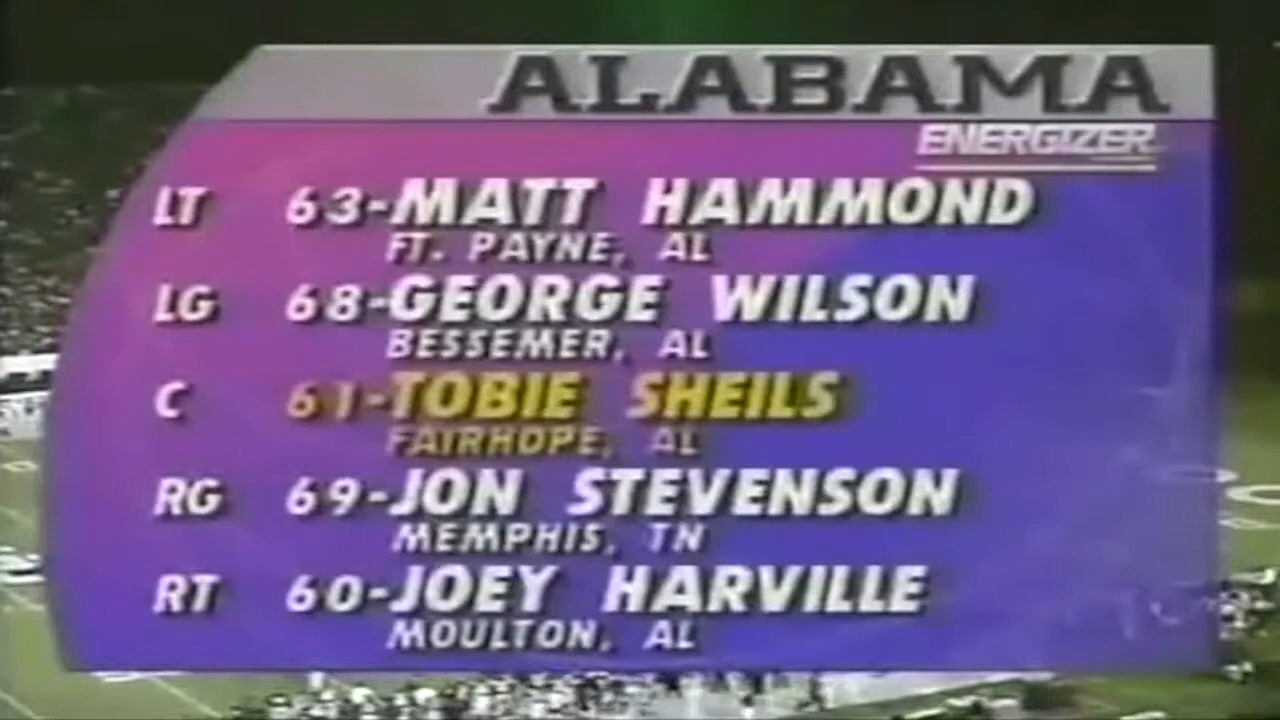 ALABAMA
ENERGIZER
LT 63-MATT HAMMOND
FT. PAYNE, AL
LG 68-GEORGE WILSON
BESSEMER, AL
C 61-TOBIE SHEILS
FAIRHOPE, AL
RG 69-JON STEVENSON
MEMPHIS, TN
RT 60-JOEY HARVILLE
MOULTON, AL